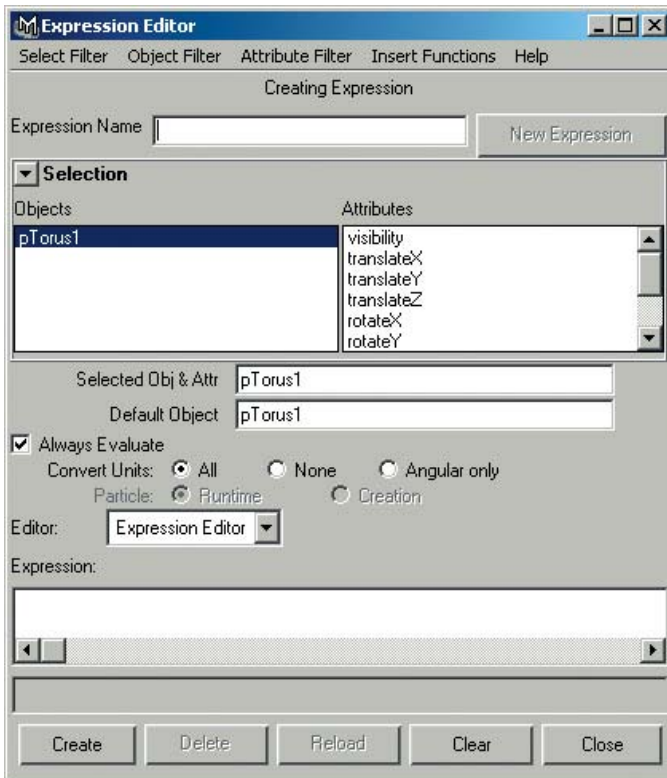 Expression Editor
Select Filter Object Filter Attribute Filter Insert Functions Help
Creating Expression
Expression Name New Expression
Selection
Objects Attributes
pTorus1 visibility
translateX
translateY
translateZ
rotateX
rotateY
Selected Obj & Attr pTorus1
Default Object pTorus1
Always Evaluate
Convert Units: All None Angular only
Particle: Runtime Creation
Editor: Expression Editor
Expression:
Create Delete Reload Clear Close